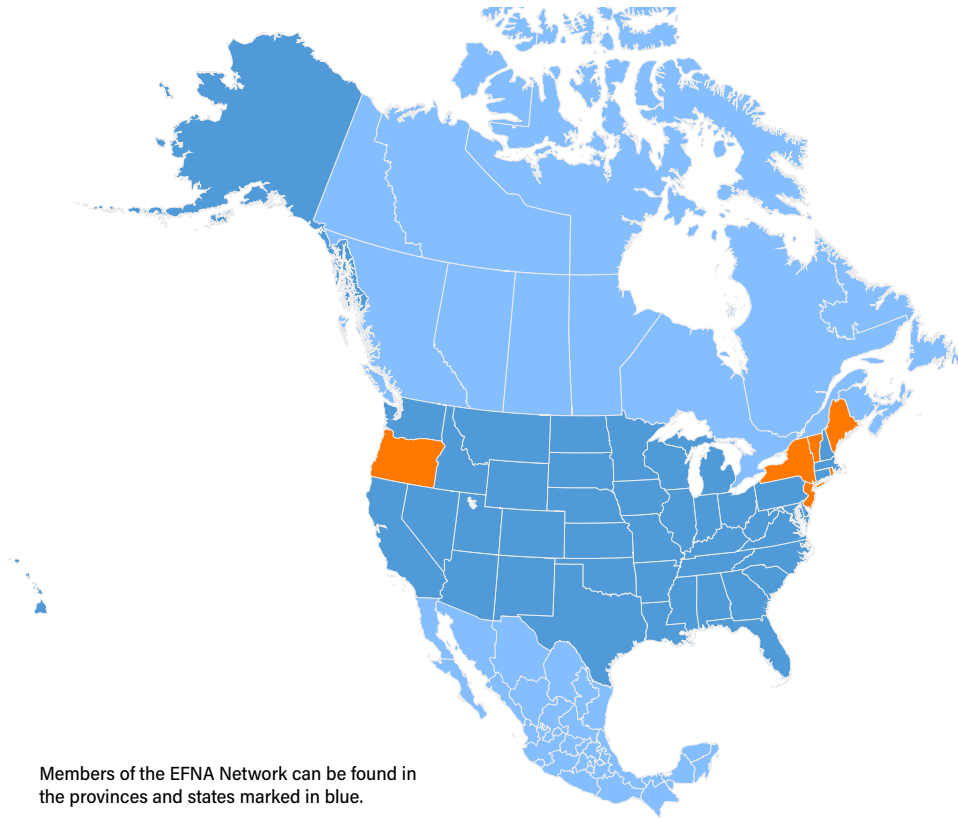 Members of the EFNA Network can be found in
the provinces and states marked in blue.